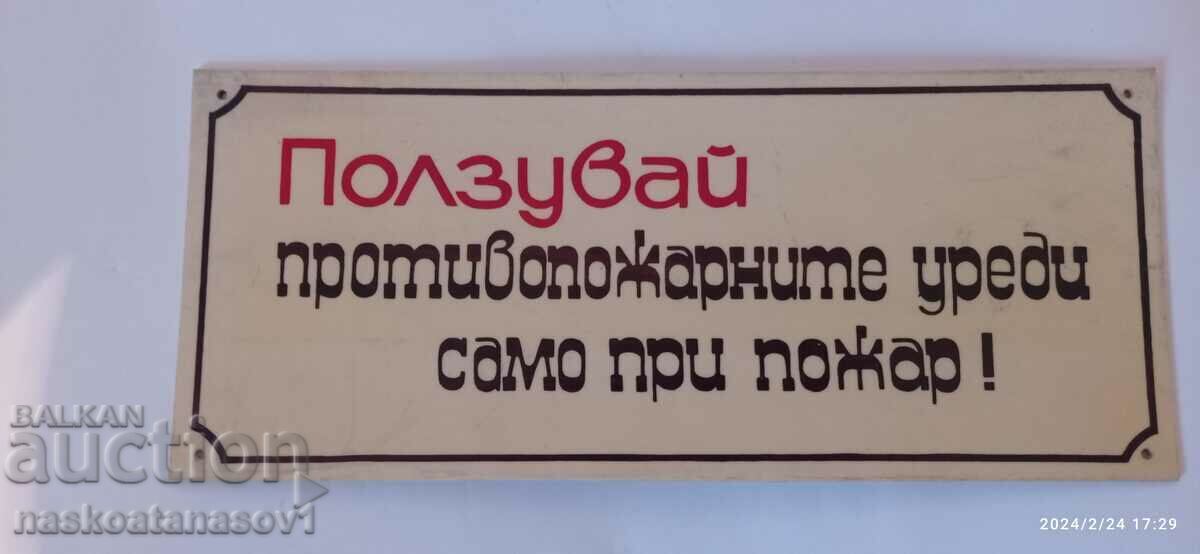 Ползувай
противопожарните уреди
само при пожар!
BALKAN
auction
naskoatanasov1
2024/2/24 17:29